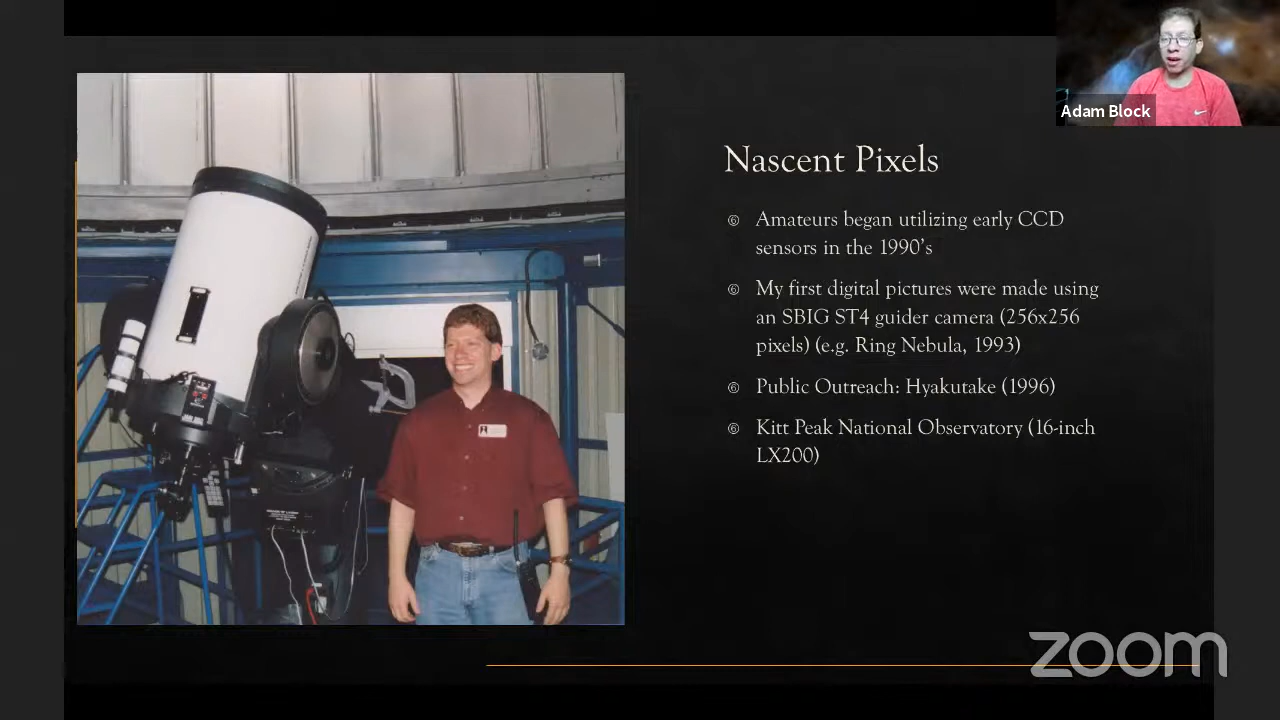 Adam Block
Nascent Pixels
Amateurs began utilizing early CCD
sensors in the 1990's
My first digital pictures were made using
an SBIG ST4 guider camera (256x256
pixels) (e.g. Ring Nebula, 1993)
Public Outreach: Hyakutake (1996)
Kitt Peak National Observatory (16-inch
LX200)
zoom